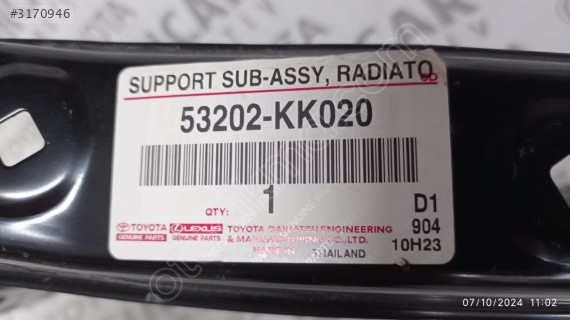 #3170946
SUPPORT SUB-ASSY, RADIATO
SD
53202-KK020
QTY: 1
D1
904
10H23
TOYOTA
GENUINE PARTS
LEXUS
GENUINE PARTS
TOYOTA DAIHATSU ENGINEERING
& MANUFACTURING CO., LTD.
MADE IN THAILAND
07/10/2024 11:02